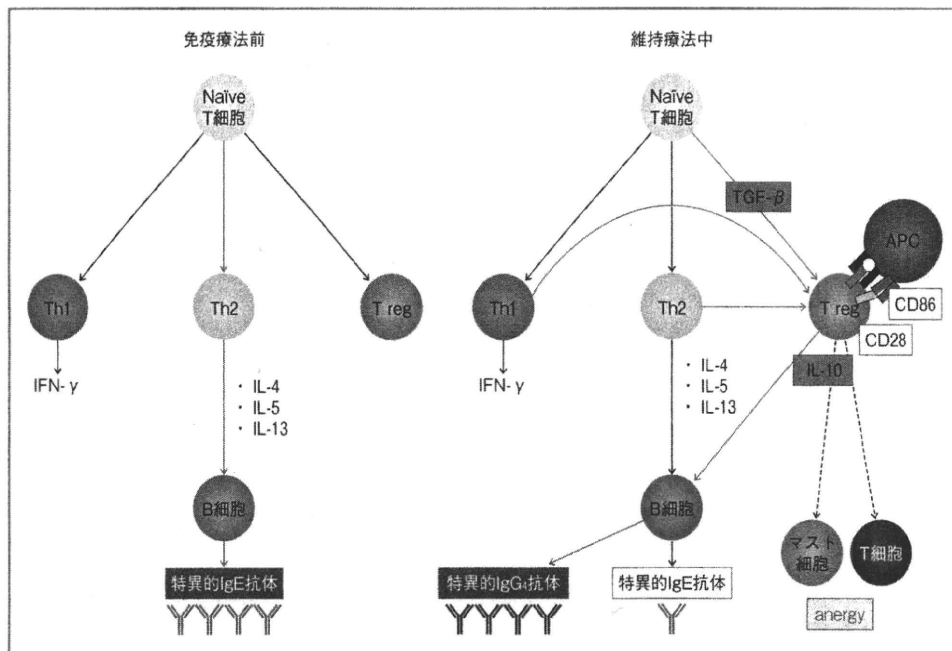 免疫療法前
Naïve
T細胞
Th1
Th2
T reg
IFN-γ
・ IL-4
・ IL-5
・ IL-13
B細胞
特異的IgE抗体
維持療法中
Naïve
T細胞
TGF-β
APC
Th1
Th2
T reg
CD86
CD28
IFN-γ
・ IL-4
・ IL-5
・ IL-13
IL-10
B細胞
マスト
細胞
T細胞
特異的IgG₄抗体
特異的IgE抗体
anergy